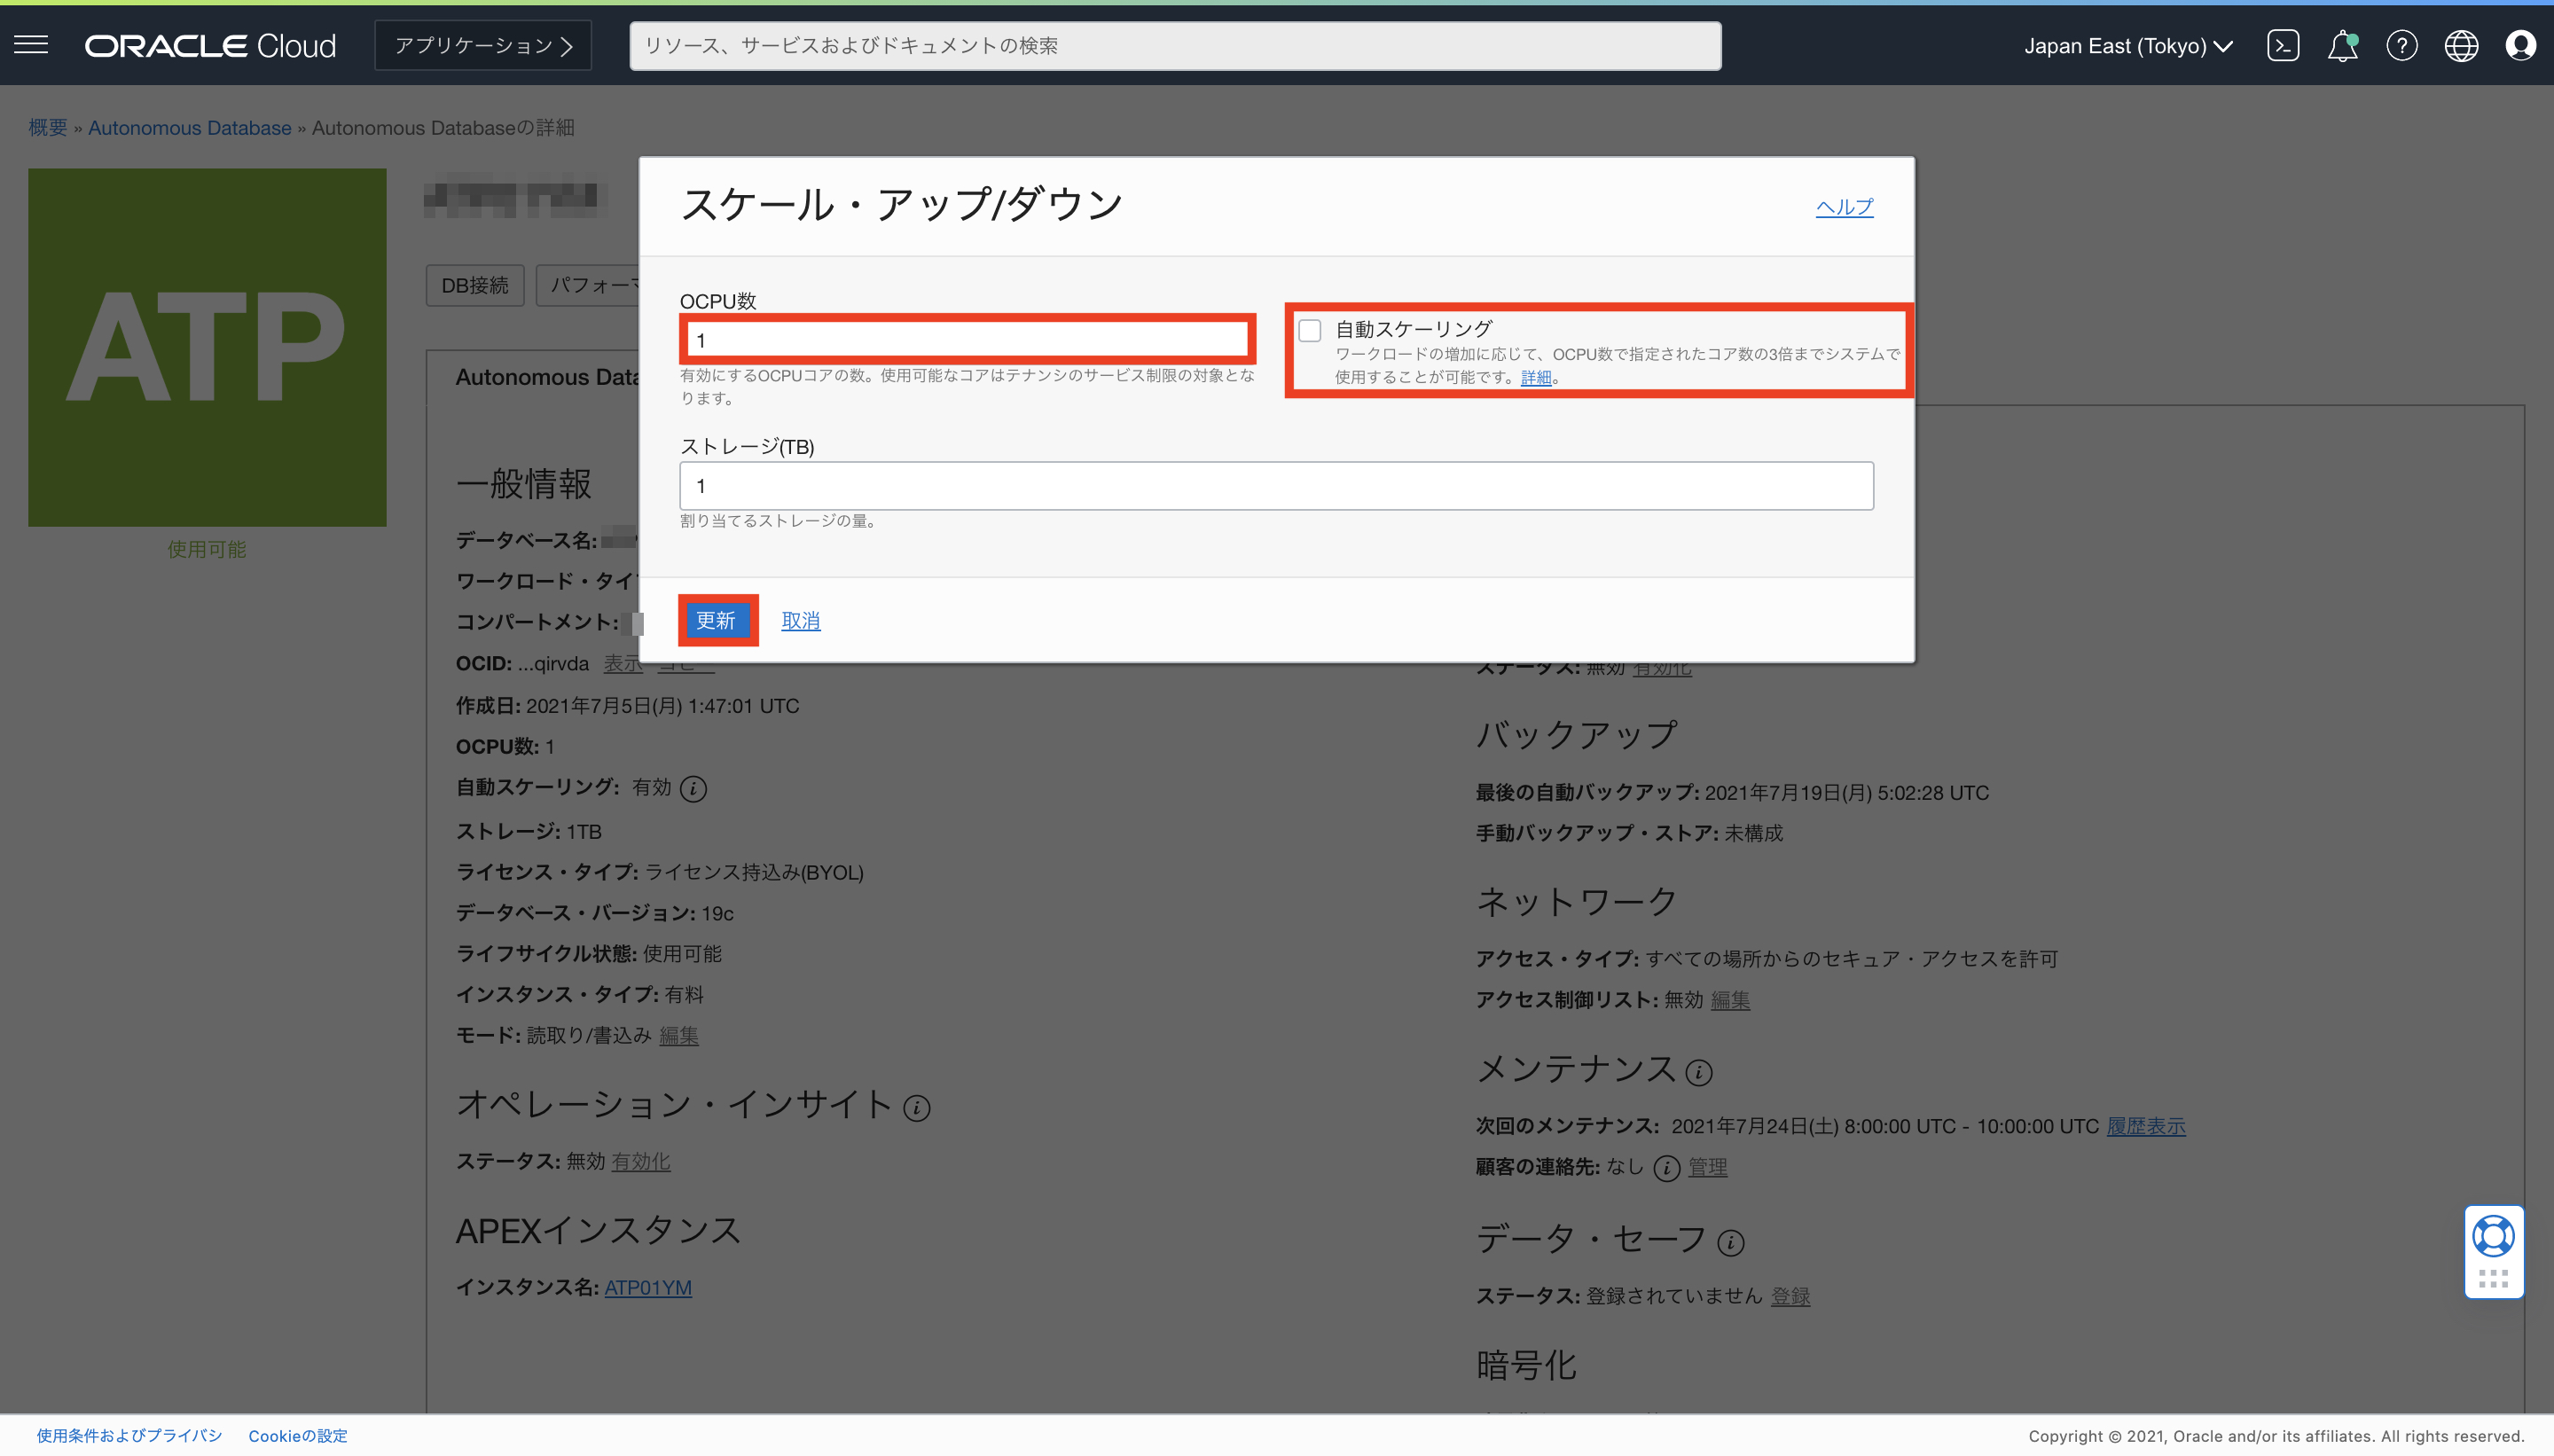 ORACLE Cloud
アプリケーション
リソース、サービスおよびドキュメントの検索
Japan East (Tokyo)
概要 » Autonomous Database » Autonomous Databaseの詳細
ATP
使用可能
DB接続
パフォーマ
スケール・アップ/ダウン
ヘルプ
OCPU数
1
有効にするOCPUコアの数。使用可能なコアはテナンシのサービス制限の対象とな
ります。
自動スケーリング
ワークロードの増加に応じて、OCPU数で指定されたコア数の3倍までシステムで
使用することが可能です。詳細。
ストレージ(TB)
1
割り当てるストレージの量。
更新
取消
Autonomous Data
一般情報
データベース名:
ワークロード・タイプ
コンパートメント:
OCID: ...qirvda 表示 コピー
作成日: 2021年7月5日(月) 1:47:01 UTC
OCPU数: 1
自動スケーリング: 有効
ストレージ: 1TB
ライセンス・タイプ: ライセンス持込み(BYOL)
データベース・バージョン: 19c
ライフサイクル状態: 使用可能
インスタンス・タイプ: 有料
モード: 読取り/書込み 編集
オペレーション・インサイト
ステータス: 無効 有効化
APEXインスタンス
インスタンス名: ATP01YM
ステータス: 無効 有効化
バックアップ
最後の自動バックアップ: 2021年7月19日(月) 5:02:28 UTC
手動バックアップ・ストア: 未構成
ネットワーク
アクセス・タイプ: すべての場所からのセキュア・アクセスを許可
アクセス制御リスト: 無効 編集
メンテナンス
次回のメンテナンス: 2021年7月24日(土) 8:00:00 UTC - 10:00:00 UTC 履歴表示
顧客の連絡先: なし 管理
データ・セーフ
ステータス: 登録されていません 登録
暗号化
使用条件およびプライバシ
Cookieの設定
Copyright © 2021, Oracle and/or its affiliates. All rights reserved.